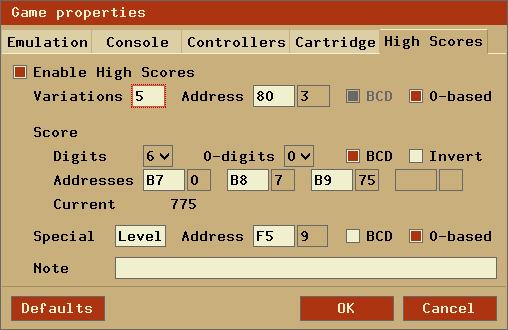 Game properties
Emulation Console Controllers Cartridge High Scores
Enable High Scores
Variations 5 Address 80 3 BCD 0-based
Score
Digits 6 0-digits 0 BCD Invert
Addresses B7 0 B8 7 B9 75
Current 775
Special Level Address F5 9 BCD 0-based
Note
Defaults OK Cancel